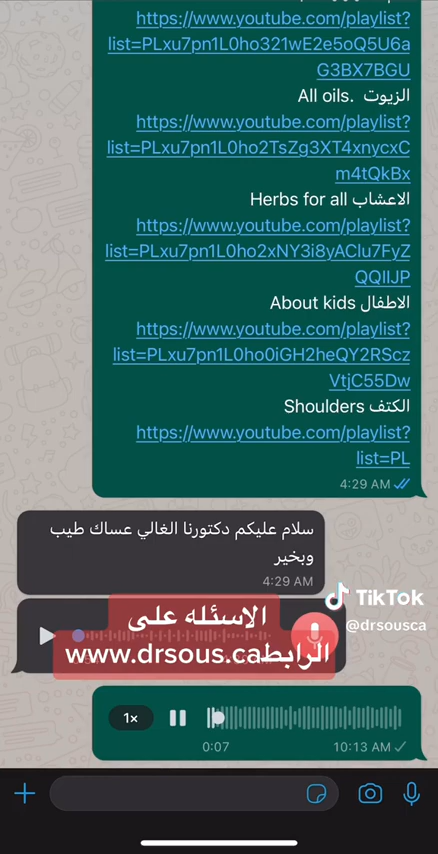 https://www.youtube.com/playlist?
list=PLxu7pn1L0ho321wE2e5oQ5U6a
G3BX7BGU
All oils. الزيوت
https://www.youtube.com/playlist?
list=PLxu7pn1L0ho2TsZg3XT4xnycxC
m4tQkBx
Herbs for all الاعشاب
https://www.youtube.com/playlist?
list=PLxu7pn1L0ho2xNY3i8yAClu7FyZ
QQIIJP
About kids الاطفال
https://www.youtube.com/playlist?
list=PLxu7pn1L0ho0iGH2heQY2RScz
VtjC55Dw
Shoulders الكتف
https://www.youtube.com/playlist?
list=PL
4:29 AM
سلام عليكم دكتورنا الغالي عساك طيب
وبخير
4:29 AM
TikTok
@drsousca
الاسئله على
الرابطwww.drsous.ca
1×
0:07
10:13 AM